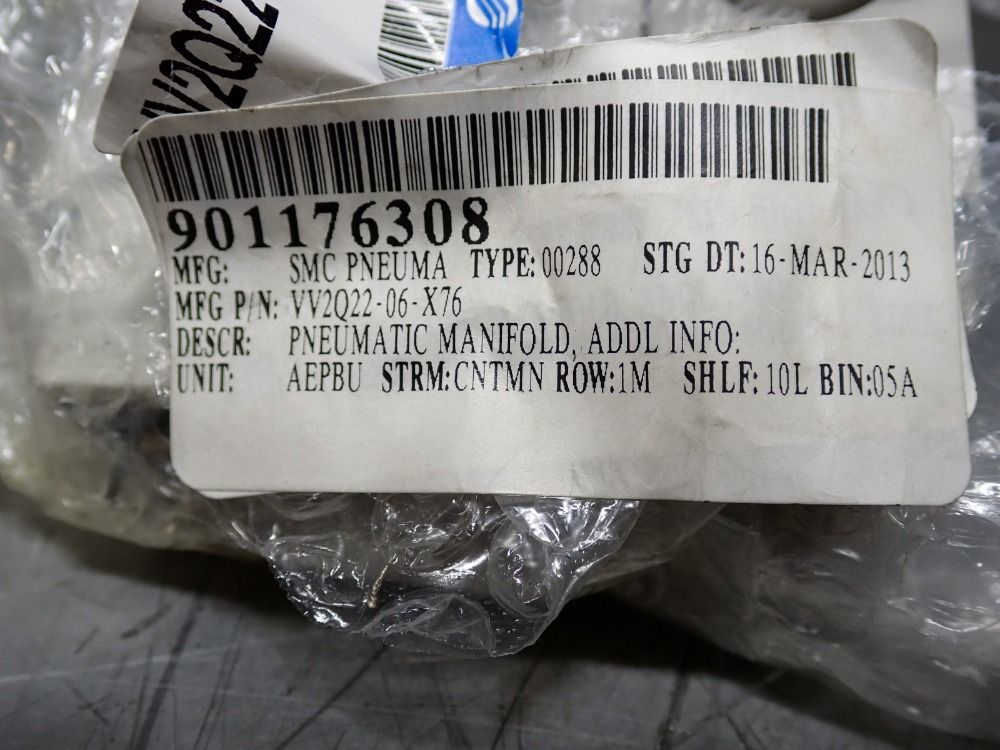 VV2Q22
901176308
MFG: SMC PNEUMA TYPE: 00288 STG DT: 16-MAR-2013
MFG P/N: VV2Q22-06-X76
DESCR: PNEUMATIC MANIFOLD, ADDL INFO:
UNIT: AEPBU STRM: CNTMN ROW:1M SHLF: 10L BIN:05A